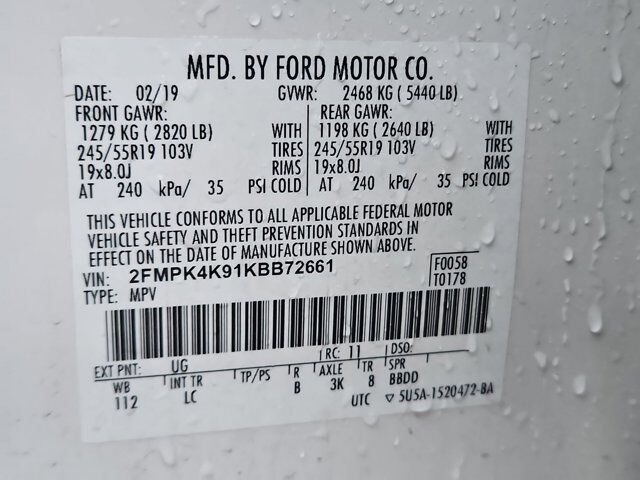 MFD. BY FORD MOTOR CO.
DATE: 02/19 GVWR: 2468 KG ( 5440 LB)
FRONT GAWR: REAR GAWR:
1279 KG ( 2820 LB) WITH 1198 KG ( 2640 LB) WITH
245/55R19 103V TIRES 245/55R19 103V TIRES
19x8.0J RIMS 19x8.0J RIMS
AT 240 kPa/ 35 PSI COLD AT 240 kPa/ 35 PSI COLD
THIS VEHICLE CONFORMS TO ALL APPLICABLE FEDERAL MOTOR
VEHICLE SAFETY AND THEFT PREVENTION STANDARDS IN
EFFECT ON THE DATE OF MANUFACTURE SHOWN ABOVE.
VIN: 2FMPK4K91KBB72661 F0058
TYPE: MPV T0178
EXT PNT: UG RC: 11 DSO:
WB INT TR TP/PS R AXLE TR SPR
112 LC B 3K 8 BBDD
UTC ▽ 5U5A-1520472-BA